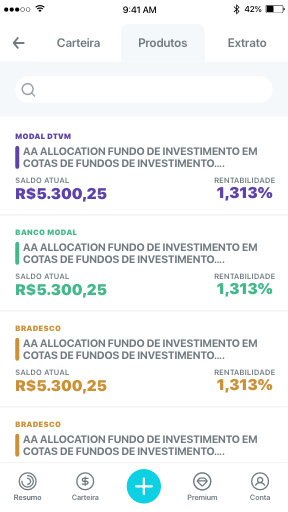 9:41 AM 42%
Carteira Produtos Extrato
MODAL DTVM
AA ALLOCATION FUNDO DE INVESTIMENTO EM
COTAS DE FUNDOS DE INVESTIMENTO....
SALDO ATUAL RENTABILIDADE
R$5.300,25 1,313%
BANCO MODAL
AA ALLOCATION FUNDO DE INVESTIMENTO EM
COTAS DE FUNDOS DE INVESTIMENTO....
SALDO ATUAL RENTABILIDADE
R$5.300,25 1,313%
BRADESCO
AA ALLOCATION FUNDO DE INVESTIMENTO EM
COTAS DE FUNDOS DE INVESTIMENTO....
SALDO ATUAL RENTABILIDADE
R$5.300,25 1,313%
BRADESCO
AA ALLOCATION FUNDO DE INVESTIMENTO EM
COTAS DE FUNDOS DE INVESTIMENTO....
Resumo Carteira Premium Conta